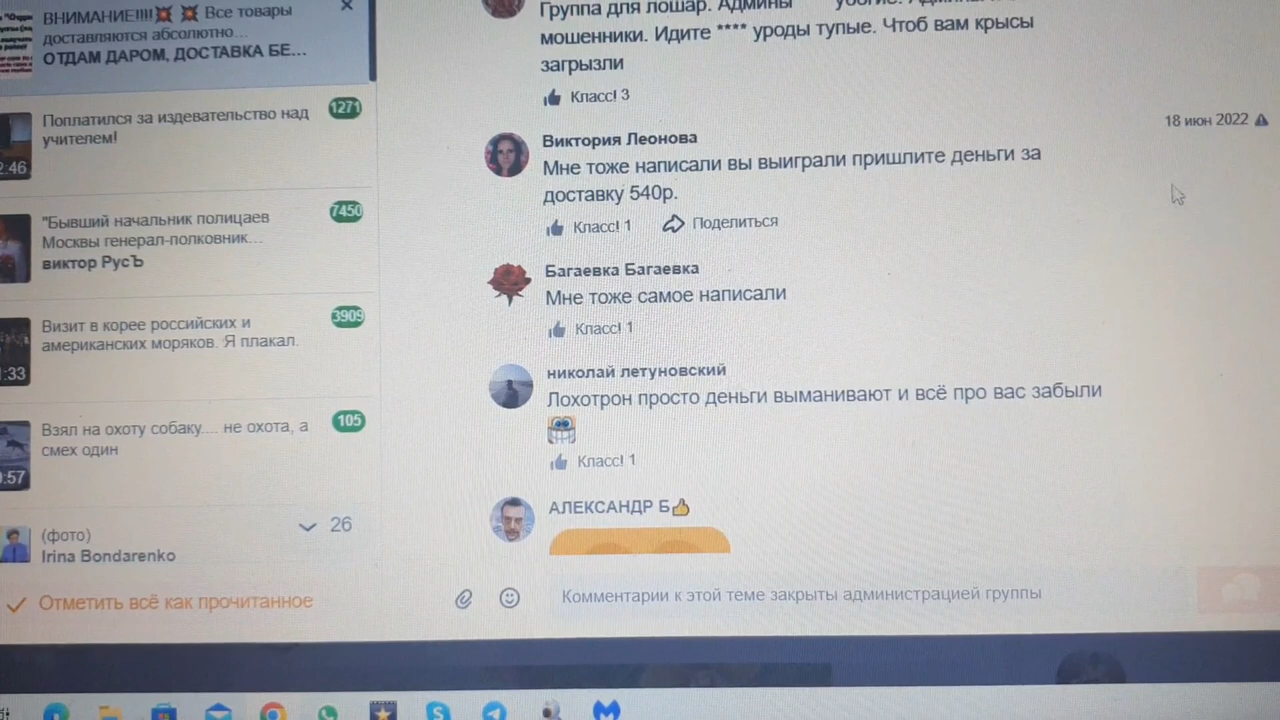 ВНИМАНИЕ!!!!💥 💥 Все товары
доставляются абсолютно...
ОТДАМ ДАРОМ, ДОСТАВКА БЕ...
Поплатился за издевательство над
учителем!
1271
2:46
"Бывший начальник полицаев
Москвы генерал-полковник...
виктор РусЪ
7450
Визит в корее российских и
американских моряков. Я плакал.
3909
:33
Взял на охоту собаку.... не охота, а
смех один
105
:57
(фото)
Irina Bondarenko
26
Отметить всё как прочитанное
Группа для лошар. Админы
мошенники. Идите **** уроды тупые. Чтоб вам крысы
загрызли
Класс! 3
18 июн 2022
Виктория Леонова
Мне тоже написали вы выиграли пришлите деньги за
доставку 540р.
Класс! 1 Поделиться
Багаевка Багаевка
Мне тоже самое написали
Класс! 1
николай летуновский
Лохотрон просто деньги выманивают и всё про вас забыли
Класс! 1
АЛЕКСАНДР Б👍
Комментарии к этой теме закрыты администрацией группы